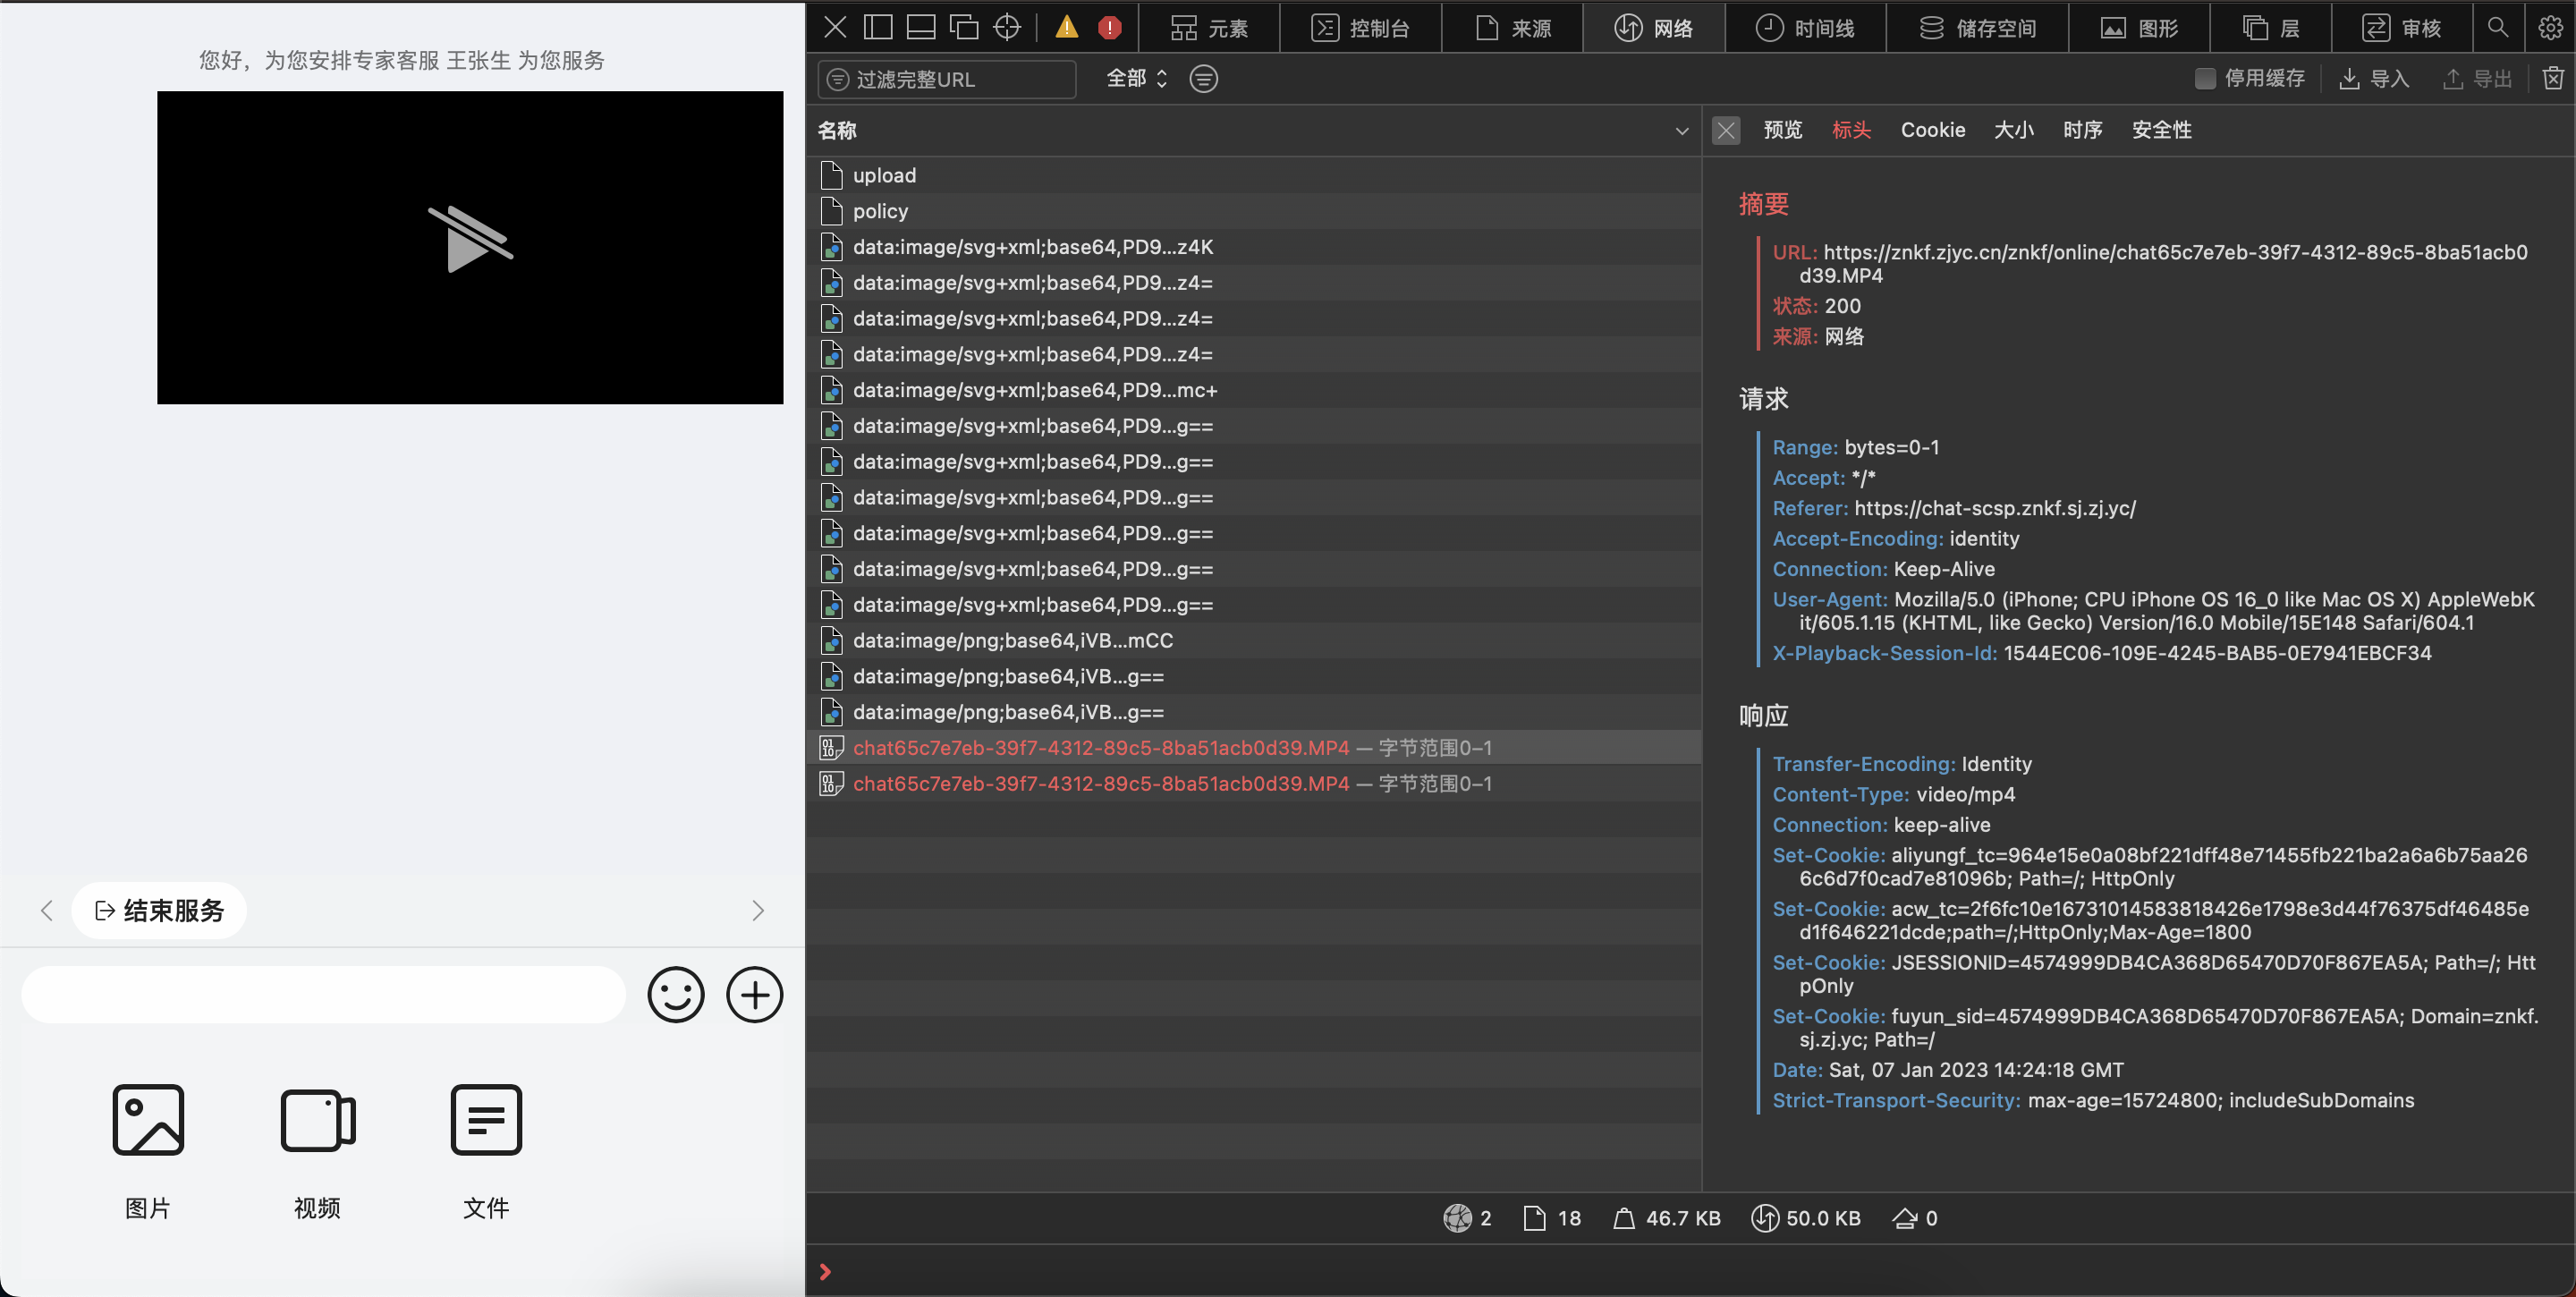 您好，为您安排专家客服 王张生 为您服务
结束服务
图片
视频
文件
元素
控制台
来源
网络
时间线
储存空间
图形
层
审核
过滤完整URL
全部
停用缓存
导入
导出
名称
upload
policy
data:image/svg+xml;base64,PD9...z4K
data:image/svg+xml;base64,PD9...z4=
data:image/svg+xml;base64,PD9...z4=
data:image/svg+xml;base64,PD9...z4=
data:image/svg+xml;base64,PD9...mc+
data:image/svg+xml;base64,PD9...g==
data:image/svg+xml;base64,PD9...g==
data:image/svg+xml;base64,PD9...g==
data:image/svg+xml;base64,PD9...g==
data:image/svg+xml;base64,PD9...g==
data:image/svg+xml;base64,PD9...g==
data:image/png;base64,iVB...mCC
data:image/png;base64,iVB...g==
data:image/png;base64,iVB...g==
chat65c7e7eb-39f7-4312-89c5-8ba51acb0d39.MP4 — 字节范围0–1
chat65c7e7eb-39f7-4312-89c5-8ba51acb0d39.MP4 — 字节范围0–1
预览 标头 Cookie 大小 时序 安全性
摘要
URL: https://znkf.zjyc.cn/znkf/online/chat65c7e7eb-39f7-4312-89c5-8ba51acb0
d39.MP4
状态: 200
来源: 网络
请求
Range: bytes=0-1
Accept: */*
Referer: https://chat-scsp.znkf.sj.zj.yc/
Accept-Encoding: identity
Connection: Keep-Alive
User-Agent: Mozilla/5.0 (iPhone; CPU iPhone OS 16_0 like Mac OS X) AppleWebK
it/605.1.15 (KHTML, like Gecko) Version/16.0 Mobile/15E148 Safari/604.1
X-Playback-Session-Id: 1544EC06-109E-4245-BAB5-0E7941EBCF34
响应
Transfer-Encoding: Identity
Content-Type: video/mp4
Connection: keep-alive
Set-Cookie: aliyungf_tc=964e15e0a08bf221dff48e71455fb221ba2a6a6b75aa26
6c6d7f0cad7e81096b; Path=/; HttpOnly
Set-Cookie: acw_tc=2f6fc10e16731014583818426e1798e3d44f76375df46485e
d1f646221dcde;path=/;HttpOnly;Max-Age=1800
Set-Cookie: JSESSIONID=4574999DB4CA368D65470D70F867EA5A; Path=/; Htt
pOnly
Set-Cookie: fuyun_sid=4574999DB4CA368D65470D70F867EA5A; Domain=znkf.
sj.zj.yc; Path=/
Date: Sat, 07 Jan 2023 14:24:18 GMT
Strict-Transport-Security: max-age=15724800; includeSubDomains
2 18 46.7 KB 50.0 KB 0